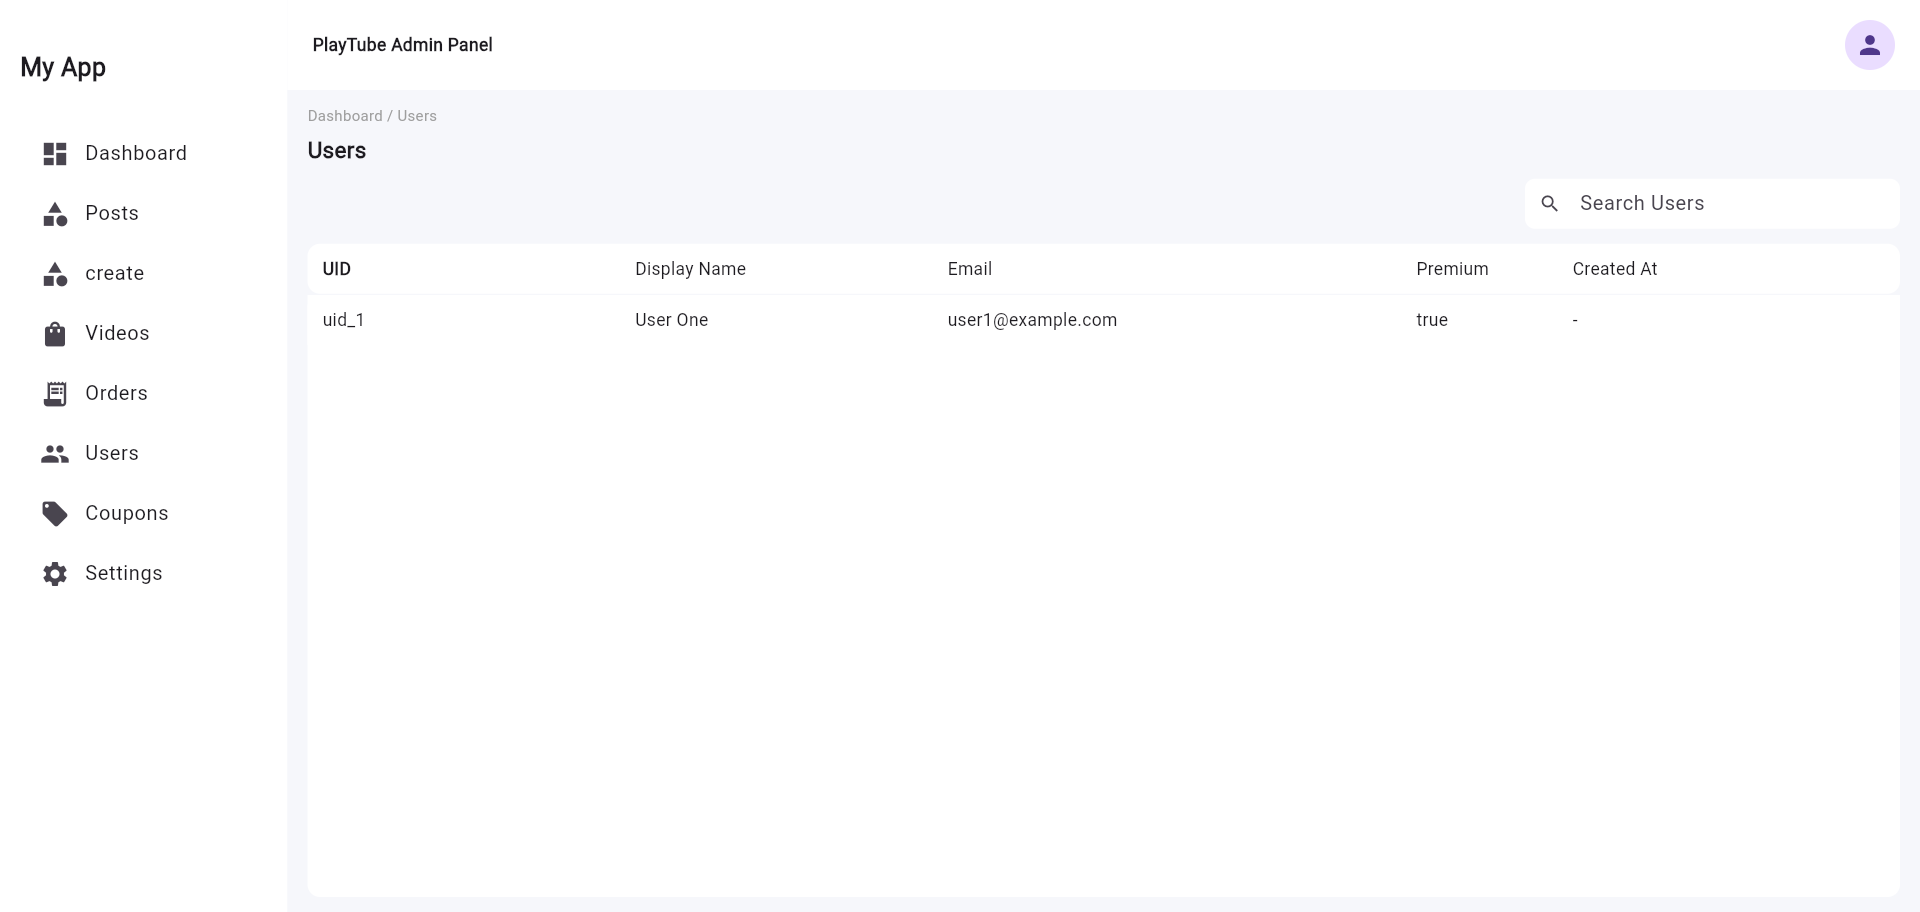 My App
Dashboard
Posts
create
Videos
Orders
Users
Coupons
Settings
PlayTube Admin Panel
Dashboard / Users
Users
Search Users
UID Display Name Email Premium Created At
uid_1 User One user1@example.com true -